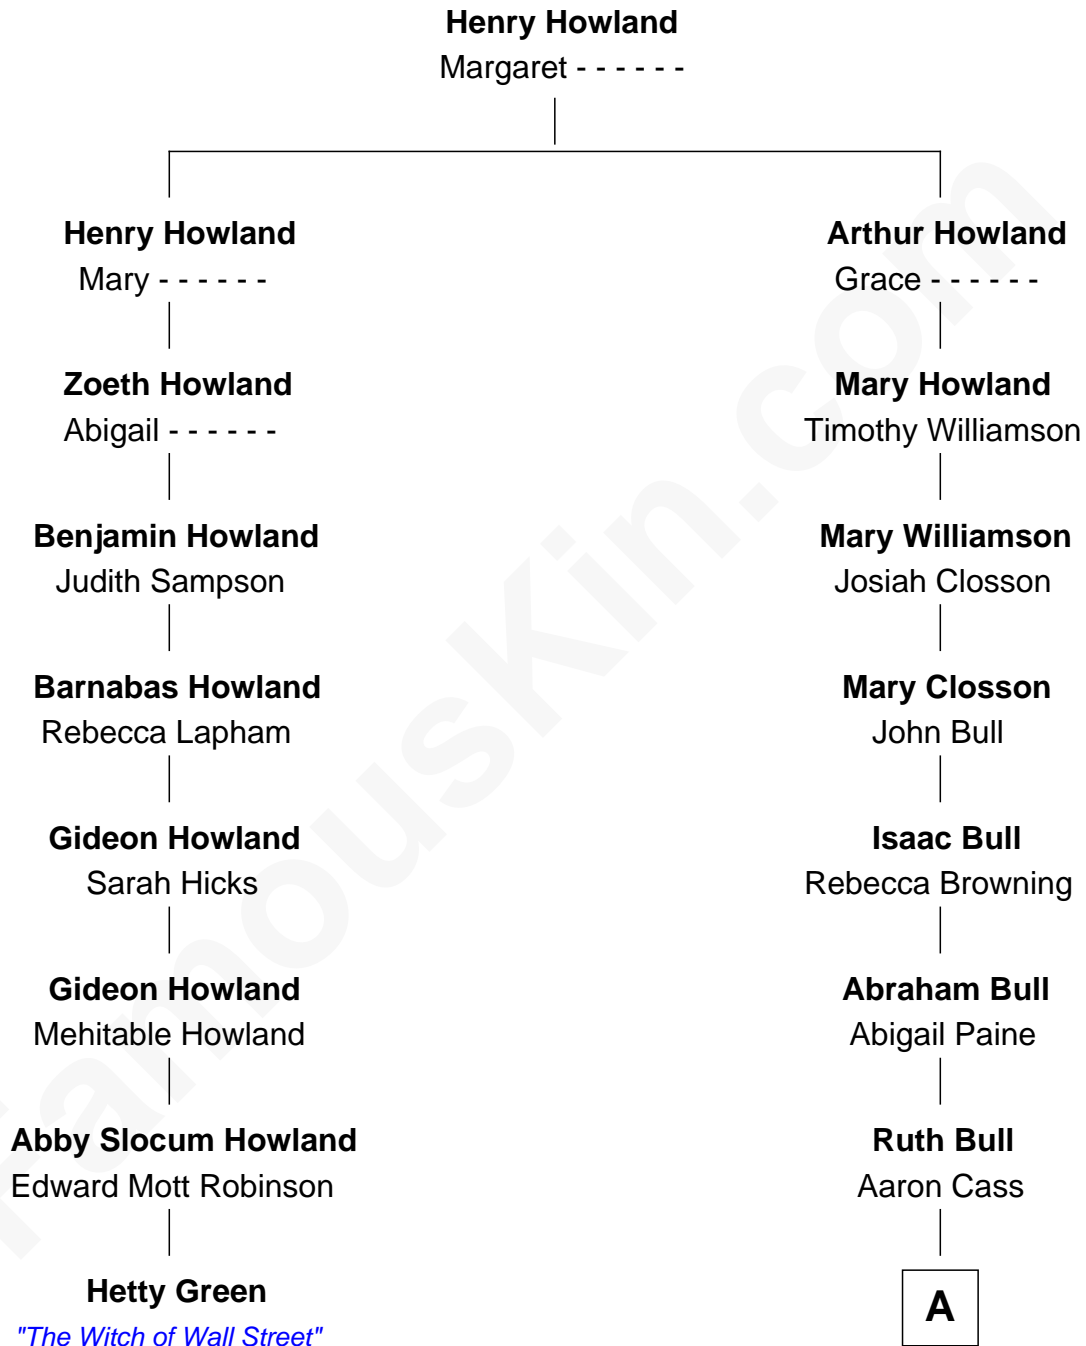 Henry Howland
Margaret - - - - - -
Henry Howland
Mary - - - - - -
Arthur Howland
Grace - - - - - -
Zoeth Howland
Abigail - - - - - -
Mary Howland
Timothy Williamson
Benjamin Howland
Judith Sampson
Mary Williamson
Josiah Closson
Barnabas Howland
Rebecca Lapham
Mary Closson
John Bull
Gideon Howland
Sarah Hicks
Isaac Bull
Rebecca Browning
Gideon Howland
Mehitable Howland
Abraham Bull
Abigail Paine
Abby Slocum Howland
Edward Mott Robinson
Ruth Bull
Aaron Cass
Hetty Green
"The Witch of Wall Street"
A
FamousKin.com